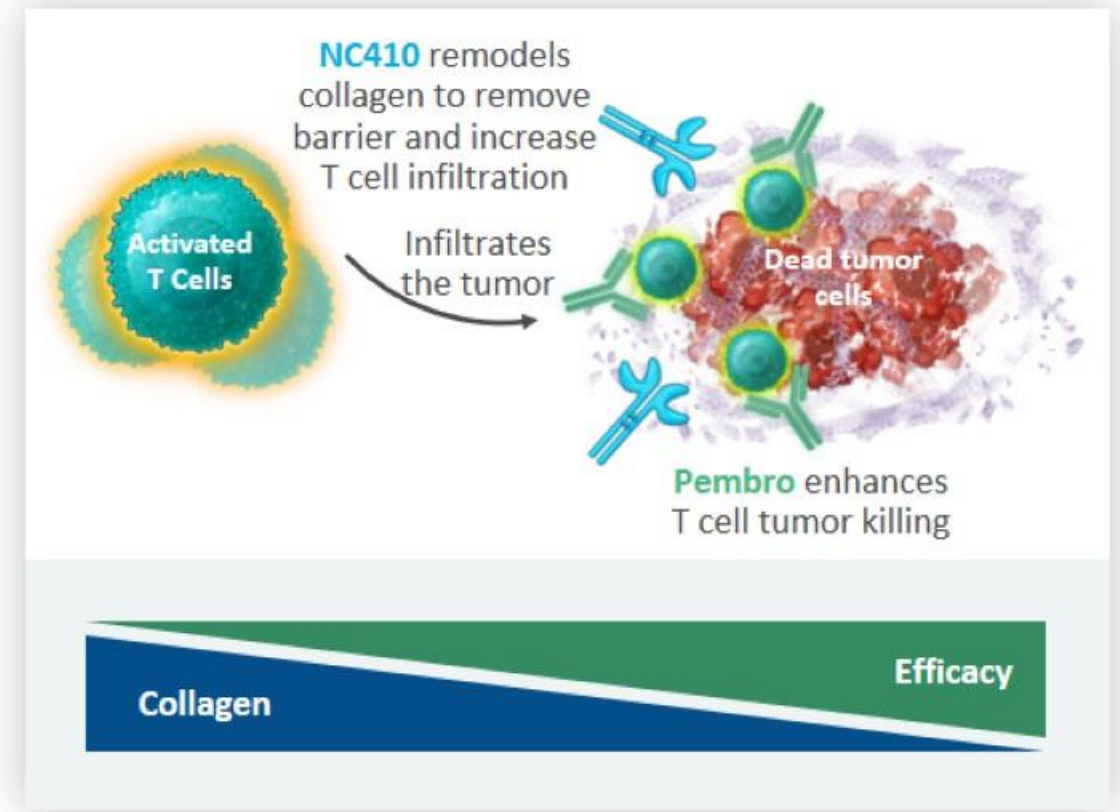 NC410 remodels
collagen to remove
barrier and increase
T cell infiltration
Activated
T Cells
Infiltrates
the tumor
Dead tumor
cells
Pembro enhances
T cell tumor killing
Efficacy
Collagen